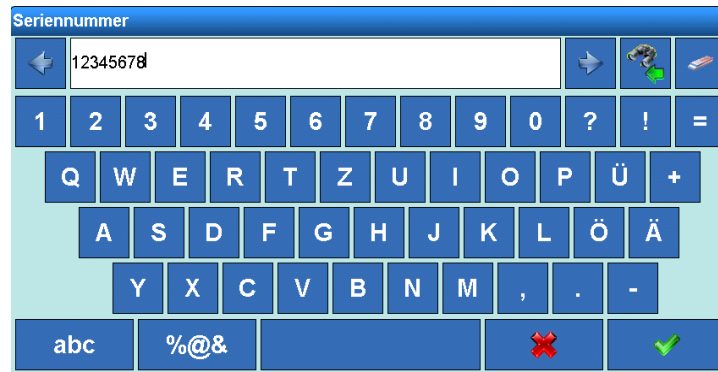 Seriennummer
12345678
1 2 3 4 5 6 7 8 9 0 ? ! =
Q W E R T Z U I O P Ü +
A S D F G H J K L Ö Ä
Y X C V B N M , . -
abc %@&